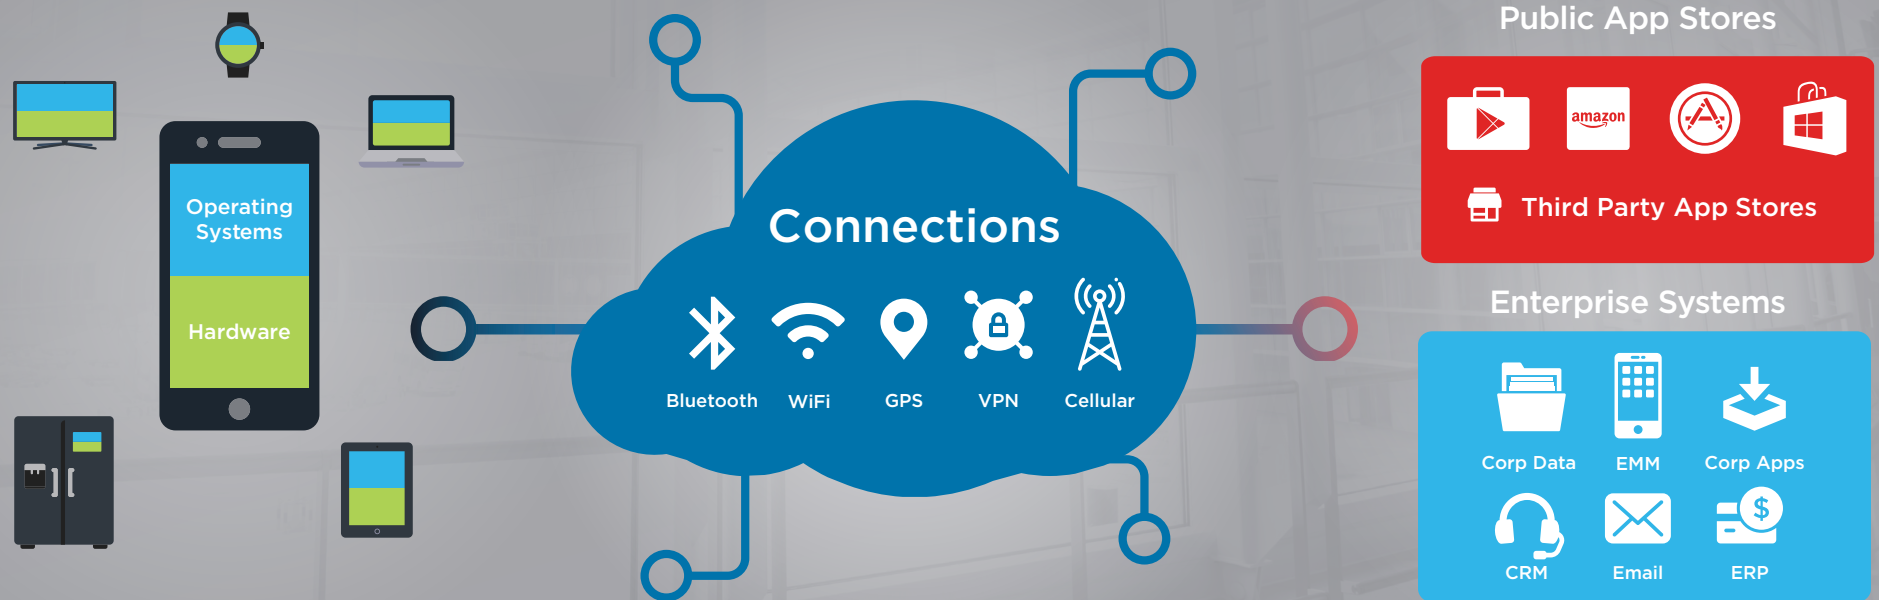 Operating
Systems
Hardware
Connections
Bluetooth
WiFi
GPS
VPN
Cellular
Public App Stores
amazon
Third Party App Stores
Enterprise Systems
Corp Data
EMM
Corp Apps
$
CRM
Email
ERP